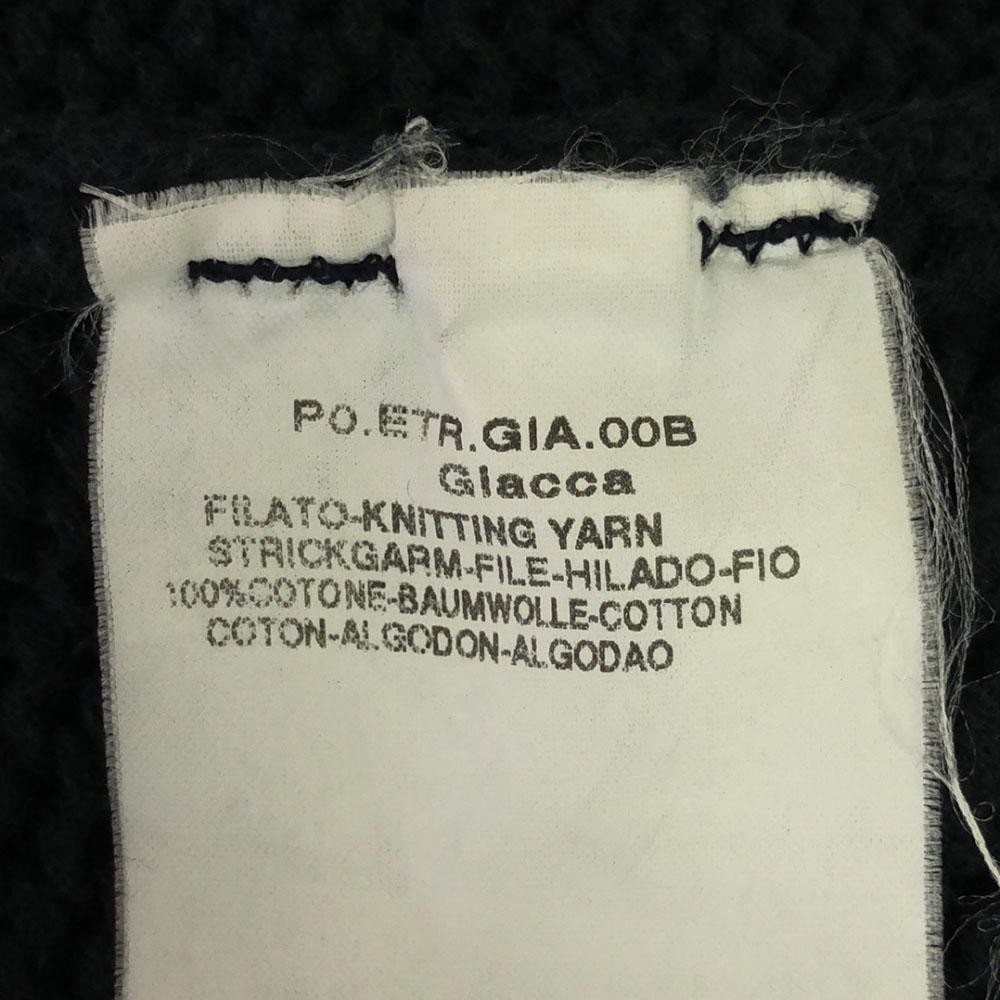 PO.ETR.GIA.00B
Giacca
FILATO-KNITTING YARN
STRICKGARM-FILE-HILADO-FIO
100%COTONE-BAUMWOLLE-COTTON
COTON-ALGODON-ALGODAO